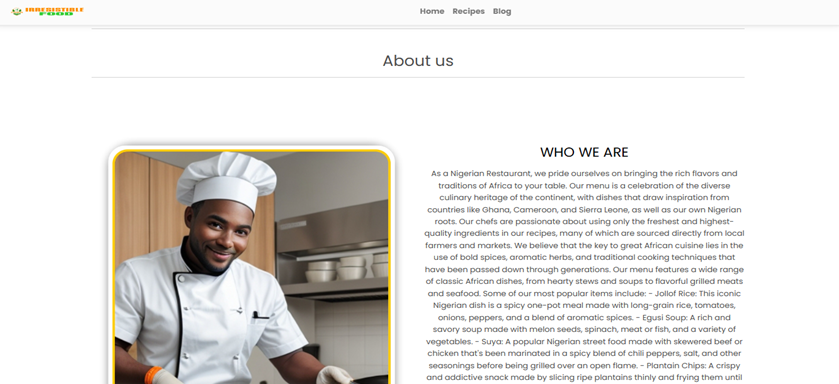 IRRESISTIBLE
FOOD
Home Recipes Blog
About us
WHO WE ARE
As a Nigerian Restaurant, we pride ourselves on bringing the rich flavors and
traditions of Africa to your table. Our menu is a celebration of the diverse
culinary heritage of the continent, with dishes that draw inspiration from
countries like Ghana, Cameroon, and Sierra Leone, as well as our own Nigerian
roots. Our chefs are passionate about using only the freshest and highest-
quality ingredients in our recipes, many of which are sourced directly from local
farmers and markets. We believe that the key to great African cuisine lies in the
use of bold spices, aromatic herbs, and traditional cooking techniques that
have been passed down through generations. Our menu features a wide range
of classic African dishes, from hearty stews and soups to flavorful grilled meats
and seafood. Some of our most popular items include: - Jollof Rice: This iconic
Nigerian dish is a spicy one-pot meal made with long-grain rice, tomatoes,
onions, peppers, and a blend of aromatic spices. - Egusi Soup: A rich and
savory soup made with melon seeds, spinach, meat or fish, and a variety of
vegetables. - Suya: A popular Nigerian street food made with skewered beef or
chicken that's been marinated in a spicy blend of chili peppers, salt, and other
seasonings before being grilled over an open flame. - Plantain Chips: A crispy
and addictive snack made by slicing ripe plantains thinly and frying them until